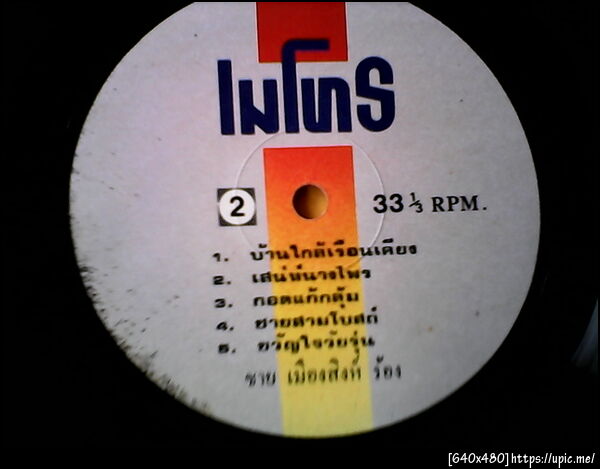 เมโทร
2
33 1/3 RPM.
1. บ้านใกล้เรือนเคียง
2. เสน่ห์นางไพร
3. กอดแก้กลุ้ม
4. ชายสามโบสถ์
5. ขวัญใจวัยรุ่น
ชาย เมืองสิงห์ ร้อง
[640x480]https://upic.me/